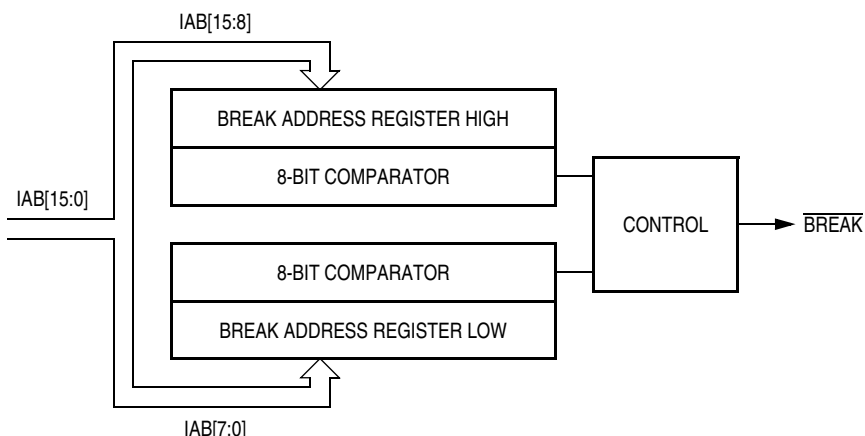 IAB[15:8]
BREAK ADDRESS REGISTER HIGH
8-BIT COMPARATOR
IAB[15:0]
CONTROL
BREAK
8-BIT COMPARATOR
BREAK ADDRESS REGISTER LOW
IAB[7:0]